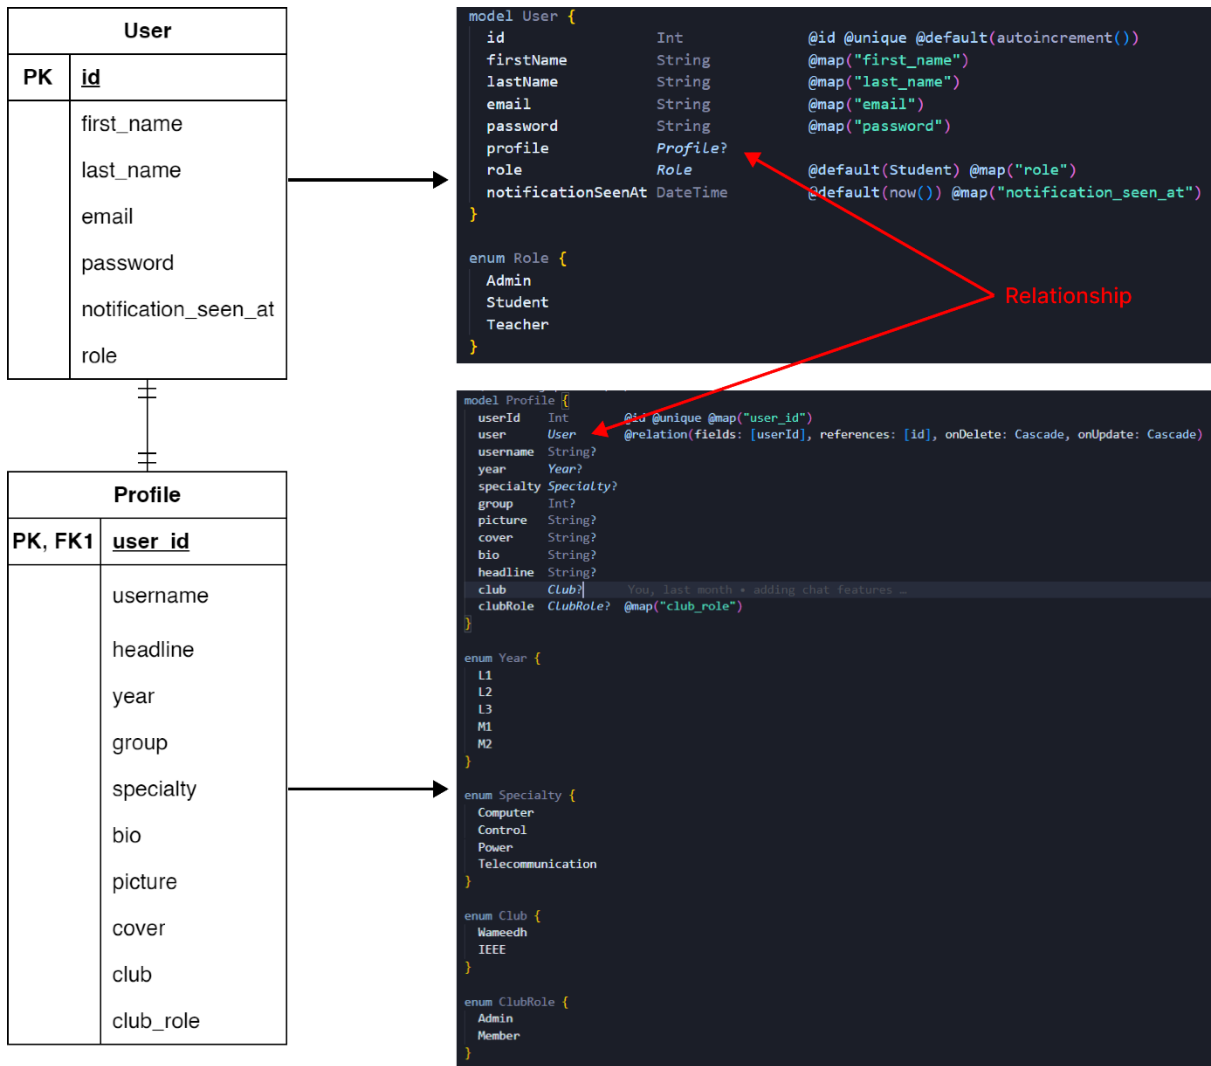 User
PK id
first_name
last_name
email
password
notification_seen_at
role
model User {
id Int @id @unique @default(autoincrement())
firstName String @map("first_name")
lastName String @map("last_name")
email String @map("email")
password String @map("password")
profile Profile?
role Role @default(Student) @map("role")
notificationSeenAt DateTime @default(now()) @map("notification_seen_at")
}
enum Role {
Admin
Student
Teacher
}
Relationship
Profile
PK, FK1 user_id
username
headline
year
group
specialty
bio
picture
cover
club
club_role
model Profile {
userId Int @id @unique @map("user_id")
user User @relation(fields: [userId], references: [id], onDelete: Cascade, onUpdate: Cascade)
username String?
year Year?
specialty Specialty?
group Int?
picture String?
cover String?
bio String?
headline String?
club Club? You, last month • adding chat features …
clubRole ClubRole? @map("club_role")
}
enum Year {
L1
L2
L3
M1
M2
}
enum Specialty {
Computer
Control
Power
Telecommunication
}
enum Club {
Wameedh
IEEE
}
enum ClubRole {
Admin
Member
}